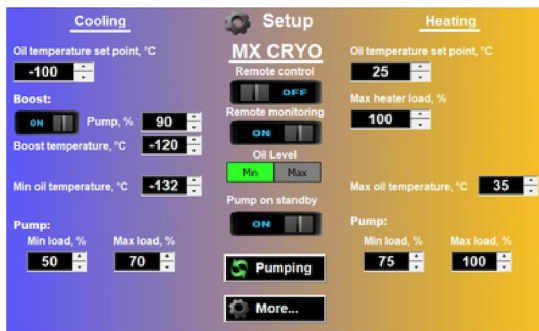 Cooling
Oil temperature set point, °C
-100
Boost:
ON
Pump, %
90
Boost temperature, °C
-120
Min oil temperature, °C
-132
Pump:
Min load, %
Max load, %
50
70
Setup
MX CRYO
Remote control
OFF
Remote monitoring
ON
Oil Level
Min
Max
Pump on standby
ON
Pumping
More...
Heating
Oil temperature set point, °C
25
Max heater load, %
100
Max oil temperature, °C
35
Pump:
Min load, %
Max load, %
75
100